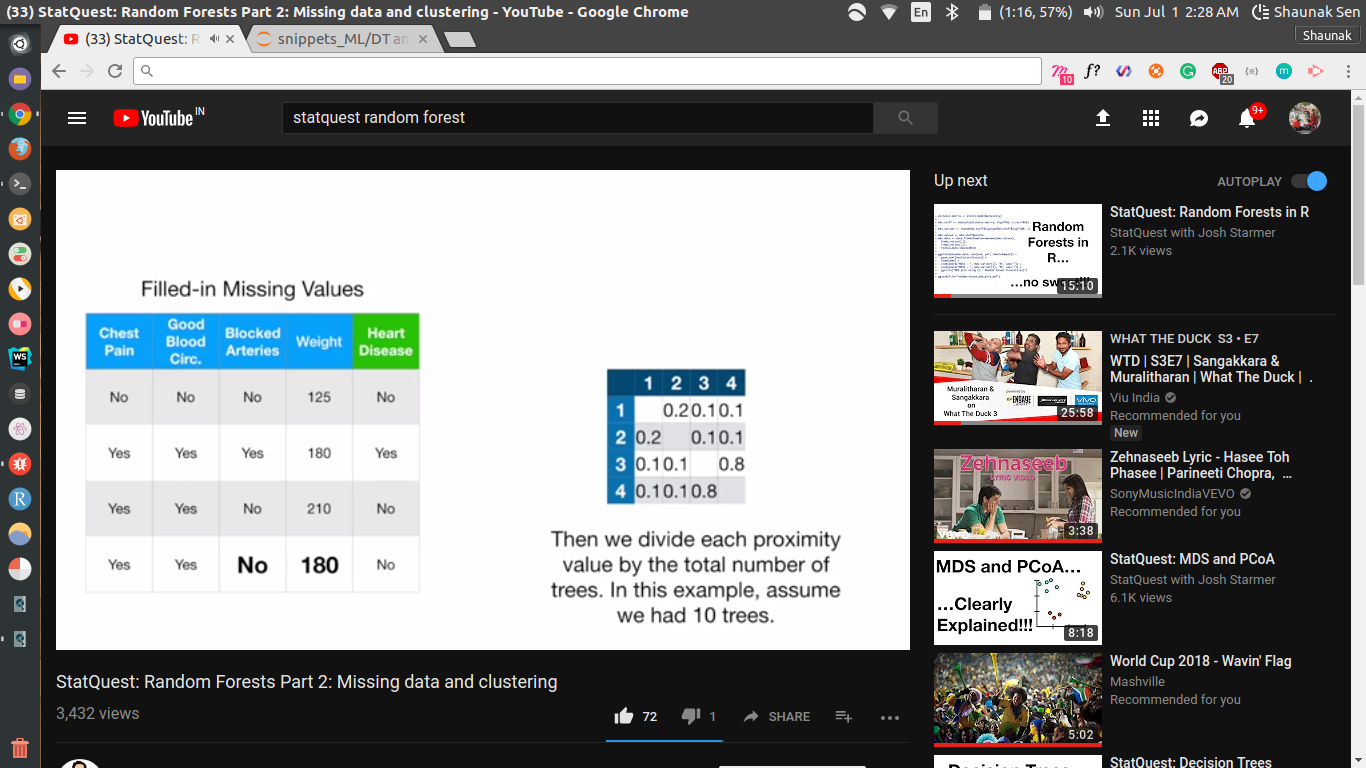 (33) StatQuest: Random Forests Part 2: Missing data and clustering - YouTube - Google Chrome
En (1:16, 57%) Sun Jul 1 2:28 AM Shaunak Sen
(33) StatQuest: R
snippets_ML/DT an
Shaunak
10 f? ABP 20
YouTube IN
statquest random forest
9+
Filled-in Missing Values
Chest Pain Good Blood Circ. Blocked Arteries Weight Heart Disease
No No No 125 No
Yes Yes Yes 180 Yes
Yes Yes No 210 No
Yes Yes No 180 No
1 2 3 4
1 0.2 0.1 0.1
2 0.2 0.1 0.1
3 0.1 0.1 0.8
4 0.1 0.1 0.8
Then we divide each proximity
value by the total number of
trees. In this example, assume
we had 10 trees.
StatQuest: Random Forests Part 2: Missing data and clustering
3,432 views
72 1 SHARE
Up next AUTOPLAY
Random
Forests in
R...
...no
15:10
StatQuest: Random Forests in R
StatQuest with Josh Starmer
2.1K views
Muralitharan &
Sangakkara
on
What The Duck 3
ENGAGE
vivo
25:58
WHAT THE DUCK S3 • E7
WTD | S3E7 | Sangakkara &
Muralitharan | What The Duck | .
Viu India
Recommended for you
New
Zehnaseeb
LYRIC VIDEO
vevo
3:38
Zehnaseeb Lyric - Hasee Toh
Phasee | Parineeti Chopra, ...
SonyMusicIndiaVEVO
Recommended for you
MDS and PCoA...
...Clearly
Explained!!!
8:18
StatQuest: MDS and PCoA
StatQuest with Josh Starmer
6.1K views
5:02
World Cup 2018 - Wavin' Flag
Mashville
Recommended for you
StatQuest: Decision Trees